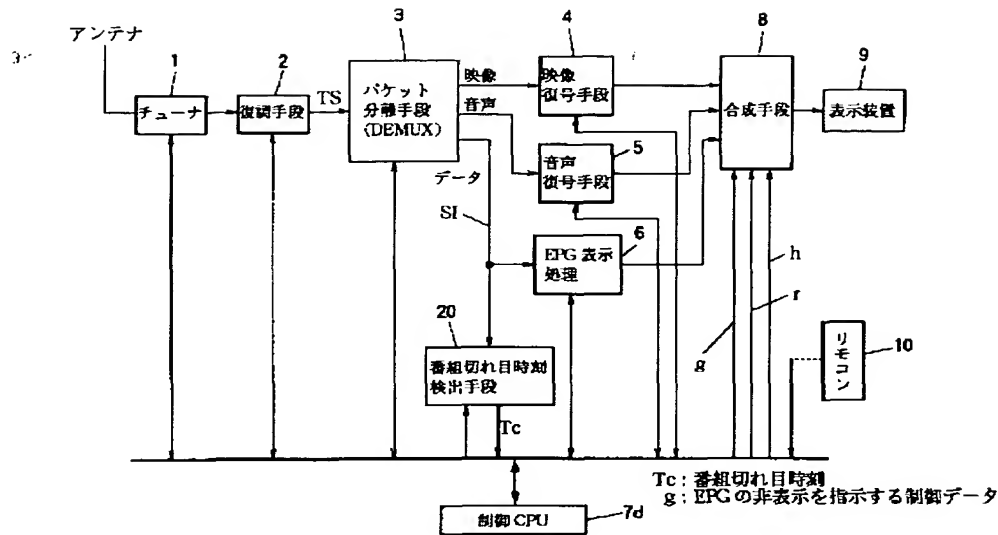 アンテナ
1
チューナ
2
復調手段
TS
3
パケット
分離手段
(DEMUX)
映像
音声
データ
SI
4
映像
復号手段
5
音声
復号手段
6
EPG 表示
処理
8
合成手段
9
表示装置
20
番組切れ目時刻
検出手段
Tc
g
r
h
リモコン
10
Tc : 番組切れ目時刻
g : EPG の非表示を指示する制御データ
制御 CPU
7d